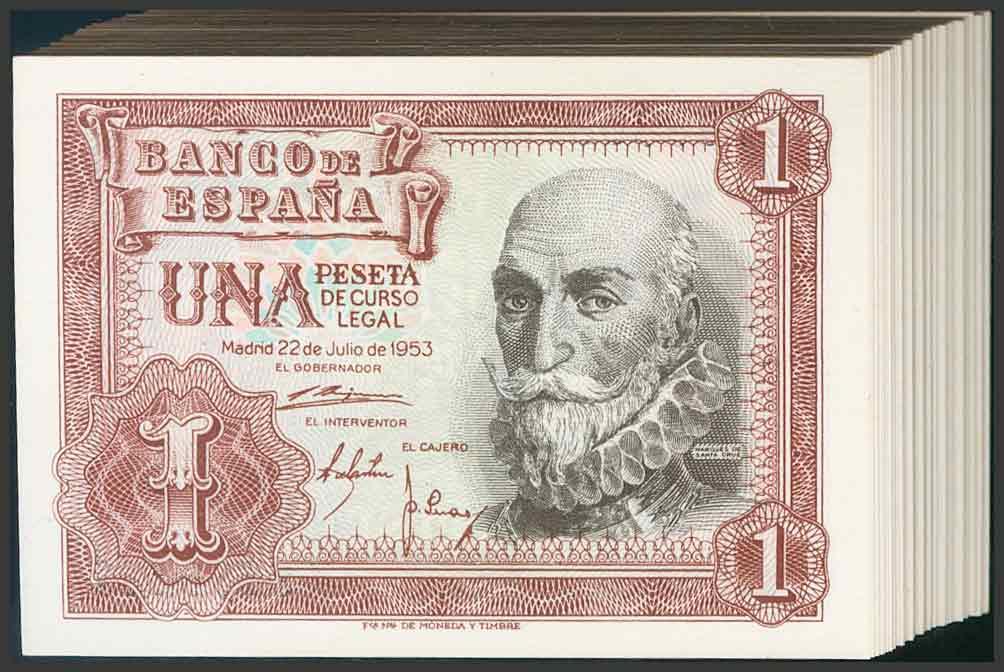 BANCO DE
ESPAÑA
UNA PESETA
DE CURSO
LEGAL
Madrid 22 de Julio de 1953
EL GOBERNADOR
EL INTERVENTOR
EL CAJERO
MARQUÉS DE
SANTA CRUZ
1
1
1
FCA NAL DE MONEDA Y TIMBRE